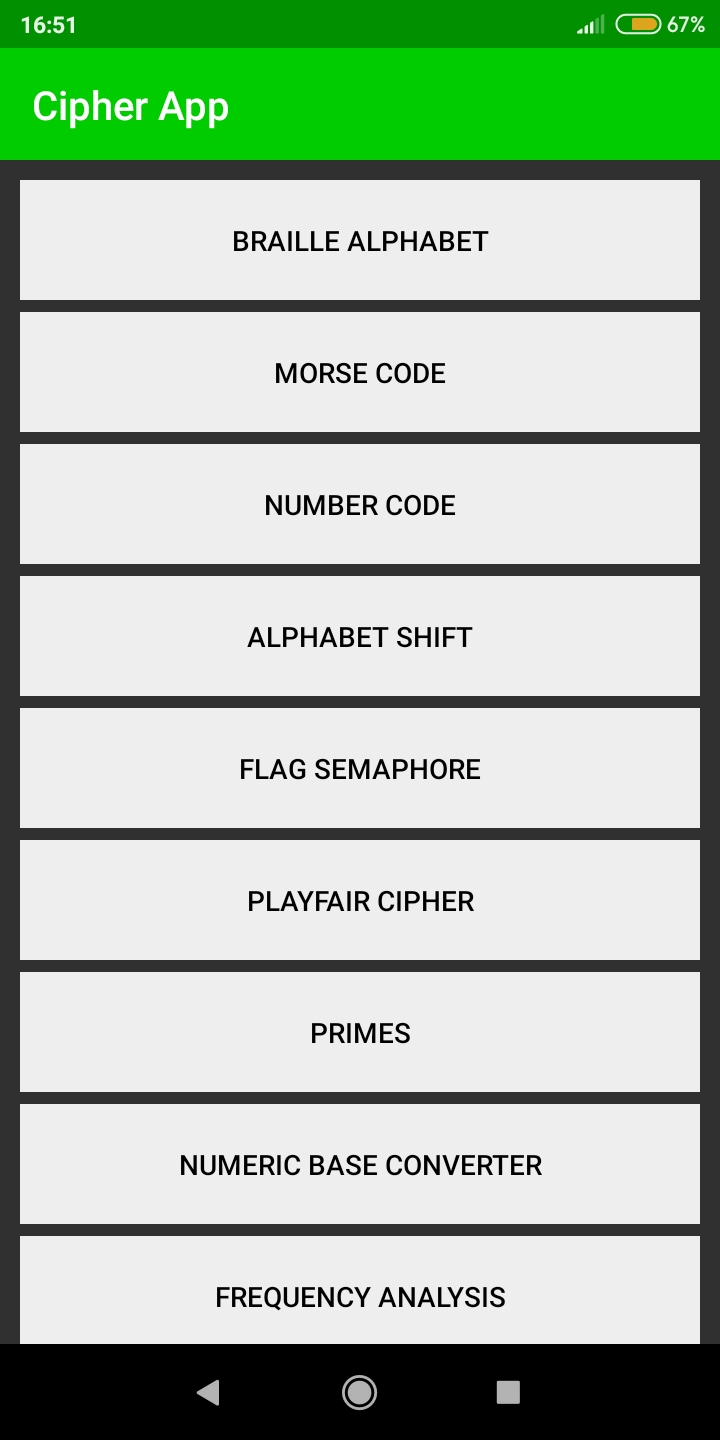 16:51
67%
Cipher App
BRAILLE ALPHABET
MORSE CODE
NUMBER CODE
ALPHABET SHIFT
FLAG SEMAPHORE
PLAYFAIR CIPHER
PRIMES
NUMERIC BASE CONVERTER
FREQUENCY ANALYSIS